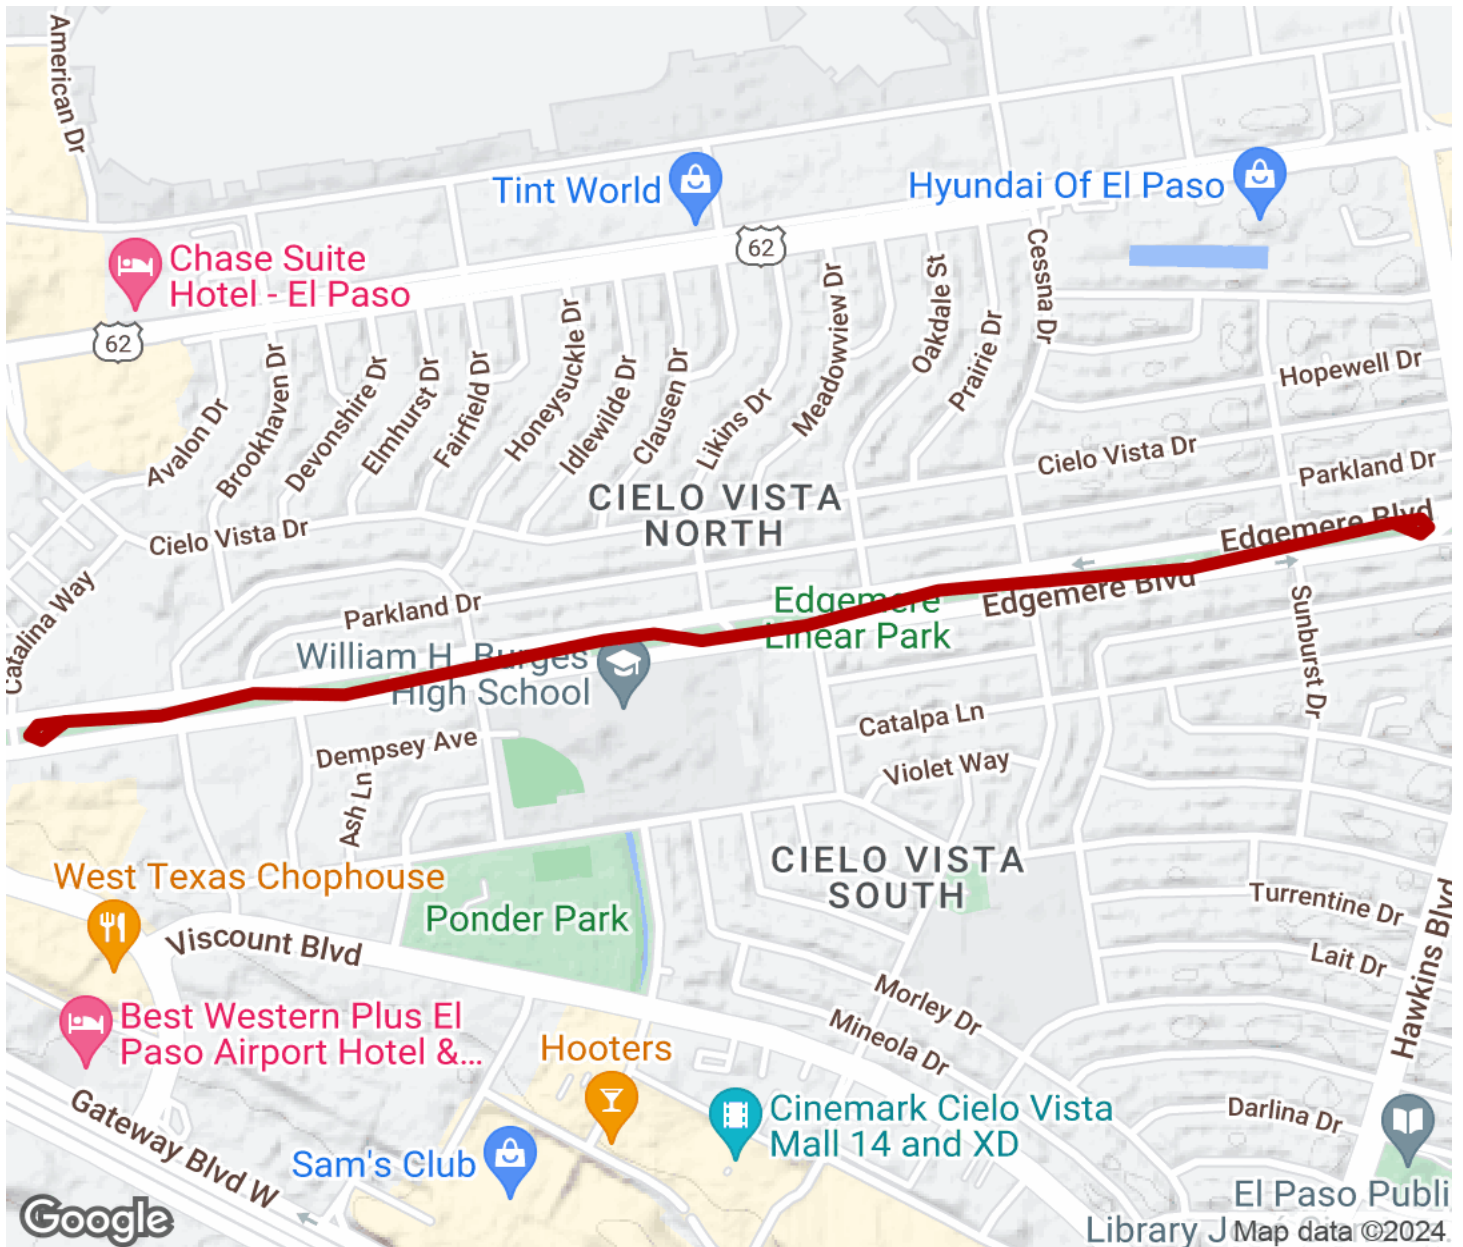 American Dr
Tint World
Hyundai Of El Paso
Chase Suite
Hotel - El Paso
62
62
Cessna Dr
Oakdale St
Prairie Dr
Meadowview Dr
Likins Dr
Clausen Dr
Idlewilde Dr
Honeysuckle Dr
Fairfield Dr
Elmhurst Dr
Devonshire Dr
Brookhaven Dr
Avalon Dr
Hopewell Dr
Cielo Vista Dr
Parkland Dr
CIELO VISTA
NORTH
Cielo Vista Dr
Edgemere Blvd
Catalina Way
Parkland Dr
Edgemere
Linear Park
Edgemere Blvd
Sunburst Dr
William H. Burges
High School
Catalpa Ln
Dempsey Ave
Violet Way
Ash Ln
West Texas Chophouse
CIELO VISTA
SOUTH
Turrentine Dr
Ponder Park
Viscount Blvd
Lait Dr
Hawkins Blvd
Morley Dr
Mineola Dr
Best Western Plus El
Paso Airport Hotel &...
Hooters
Gateway Blvd W
Cinemark Cielo Vista
Mall 14 and XD
Darlina Dr
Sam's Club
El Paso Publi
Library J
Google
Map data ©2024